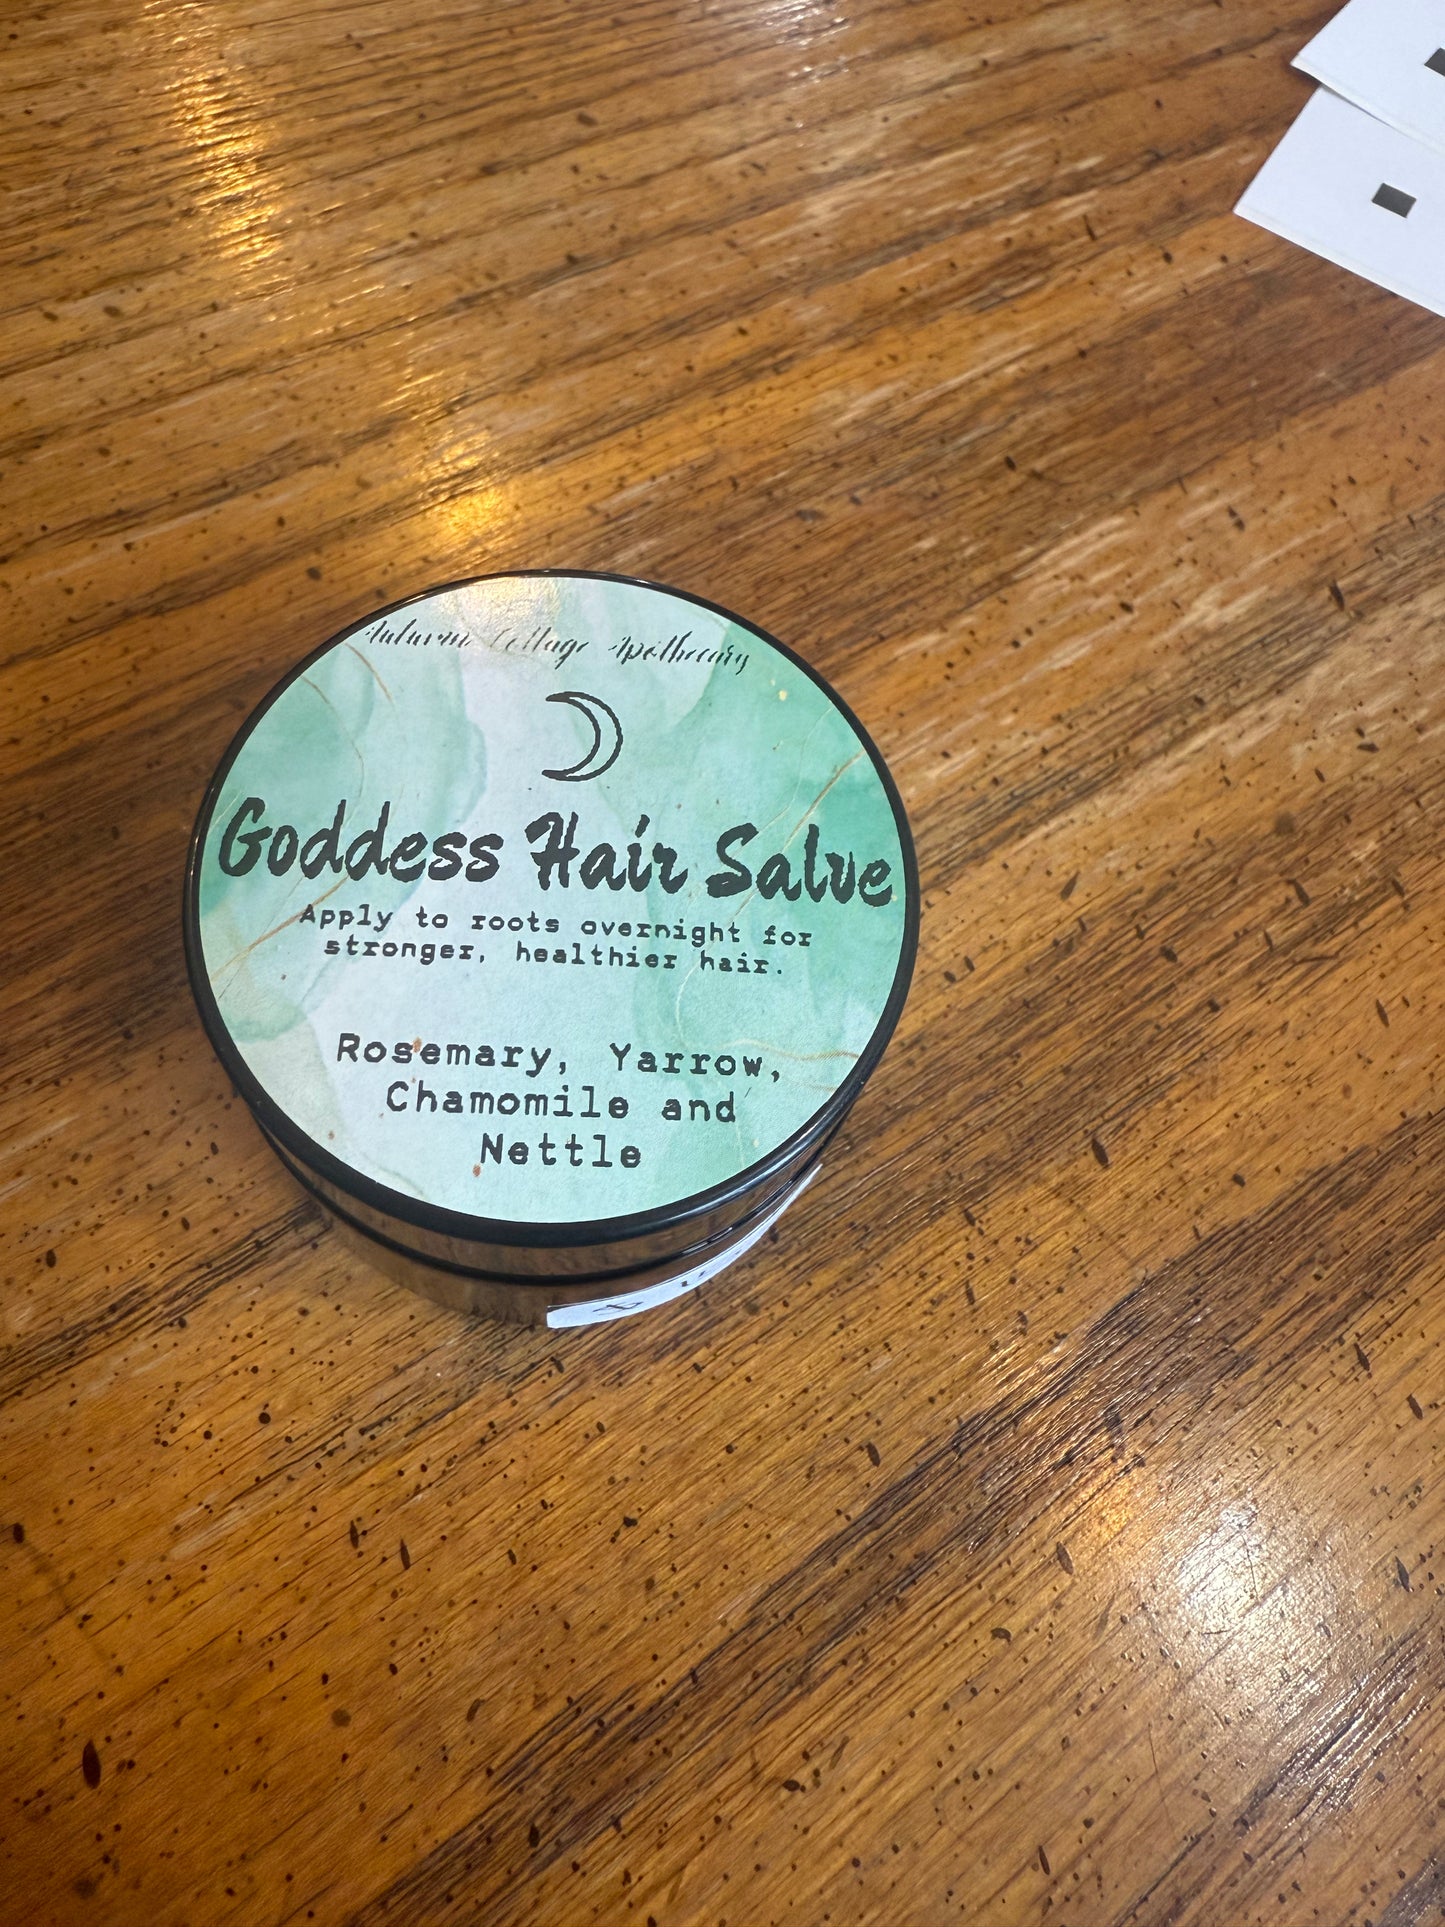 Autumn Cottage Apothecary
Goddess Hair Salve
Apply to roots overnight for
stronger, healthier hair.
Rosemary, Yarrow,
Chamomile and
Nettle